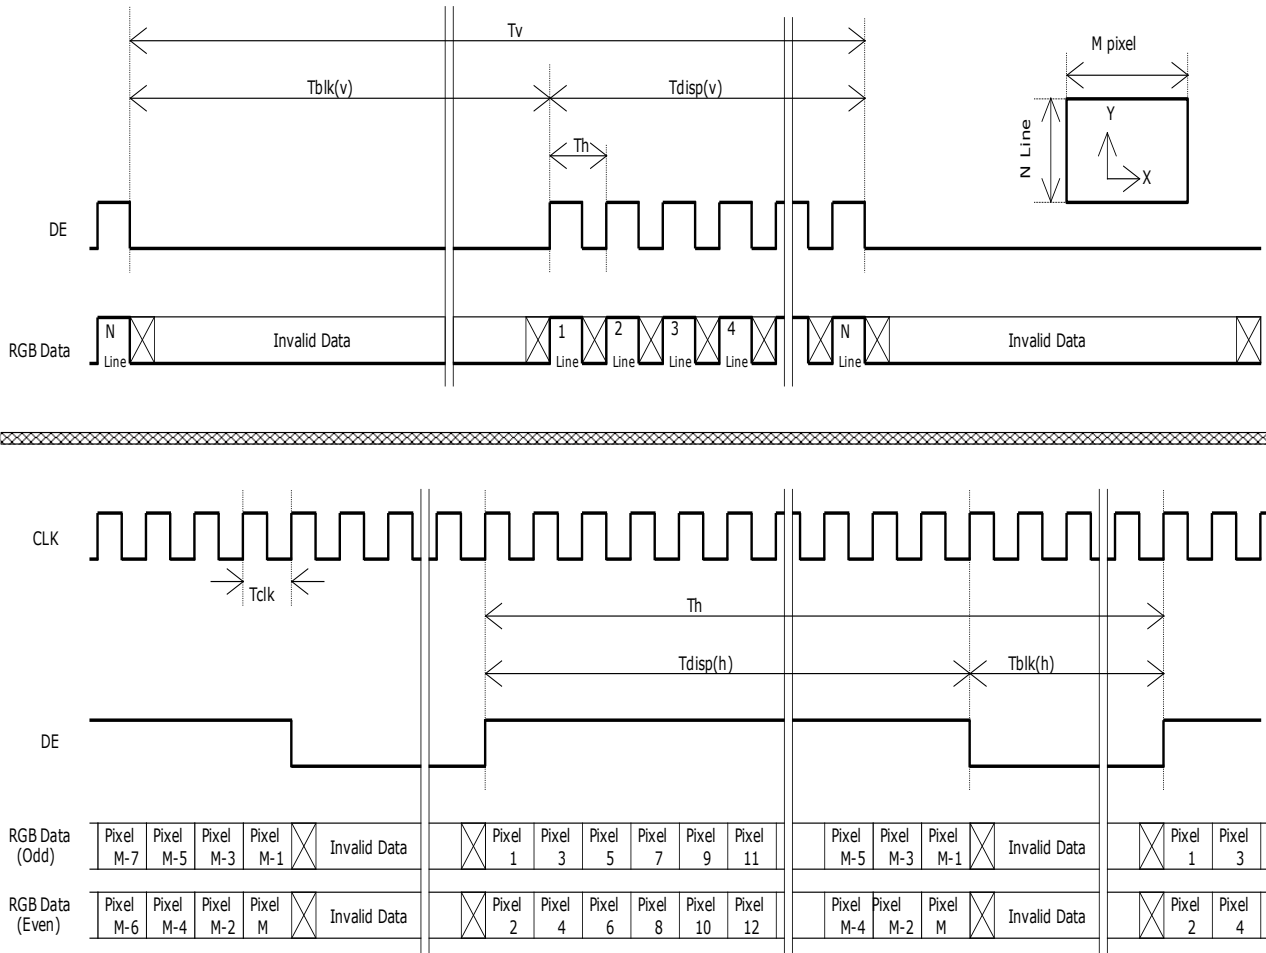 Tv
M pixel
Tblk(v) Tdisp(v)
Th
N Line
Y
X
DE
RGB Data
N Line Invalid Data 1 Line 2 Line 3 Line 4 Line N Line Invalid Data
CLK
Tclk
Th
Tdisp(h) Tblk(h)
DE
RGB Data (Odd)
Pixel M-7 Pixel M-5 Pixel M-3 Pixel M-1 Invalid Data Pixel 1 Pixel 3 Pixel 5 Pixel 7 Pixel 9 Pixel 11 Pixel M-5 Pixel M-3 Pixel M-1 Invalid Data Pixel 1 Pixel 3
RGB Data (Even)
Pixel M-6 Pixel M-4 Pixel M-2 Pixel M Invalid Data Pixel 2 Pixel 4 Pixel 6 Pixel 8 Pixel 10 Pixel 12 Pixel M-4 Pixel M-2 Pixel M Invalid Data Pixel 2 Pixel 4